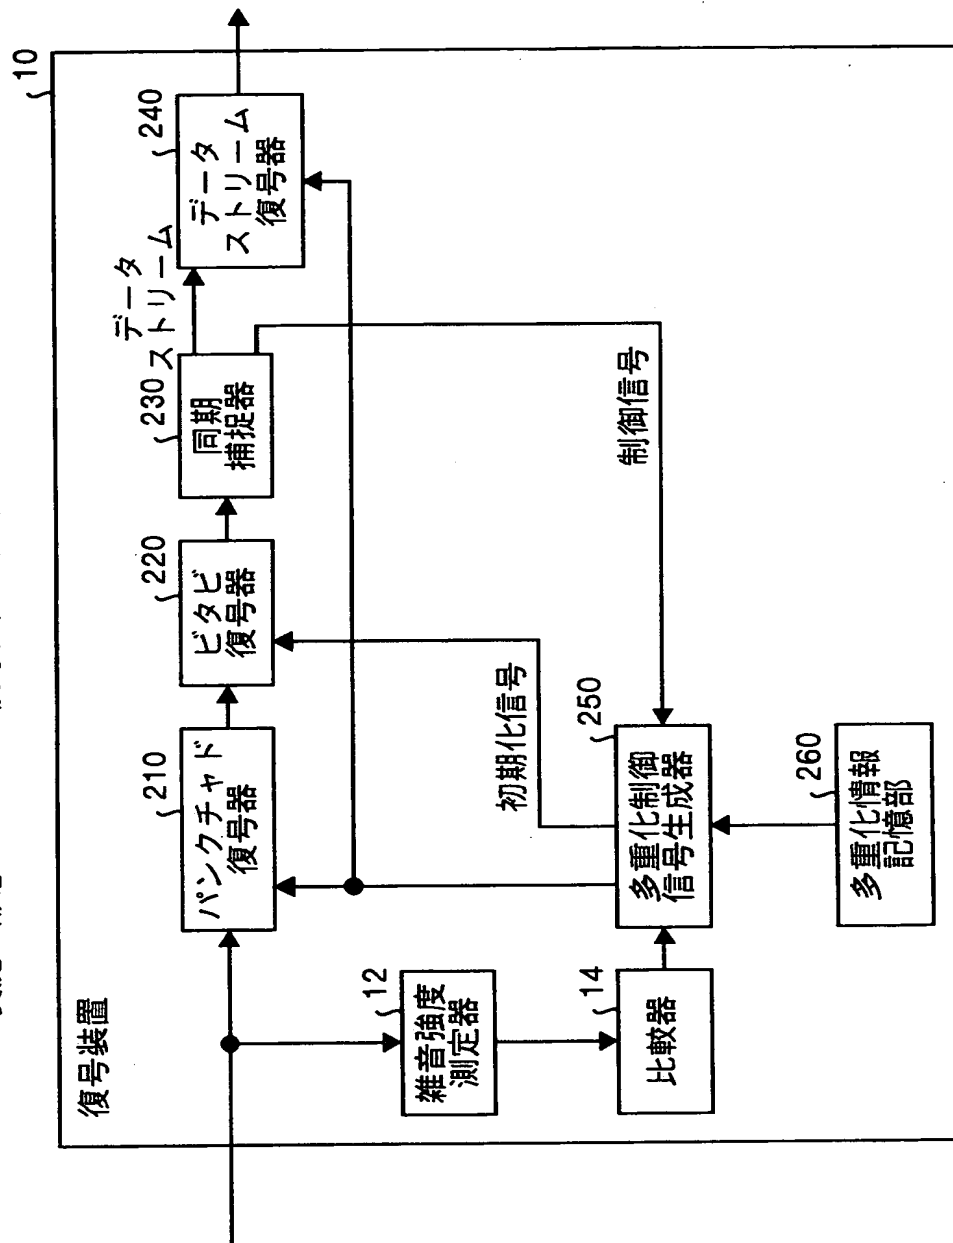 10
復号装置
210
パンクチャド
復号器
220
ビタビ
復号器
230
同期
捕捉器
データ
ストリーム
240
データ
ストリーム
復号器
12
雑音強度
測定器
14
比較器
初期化信号
制御信号
250
多重化制御
信号生成器
260
多重化情報
記憶部